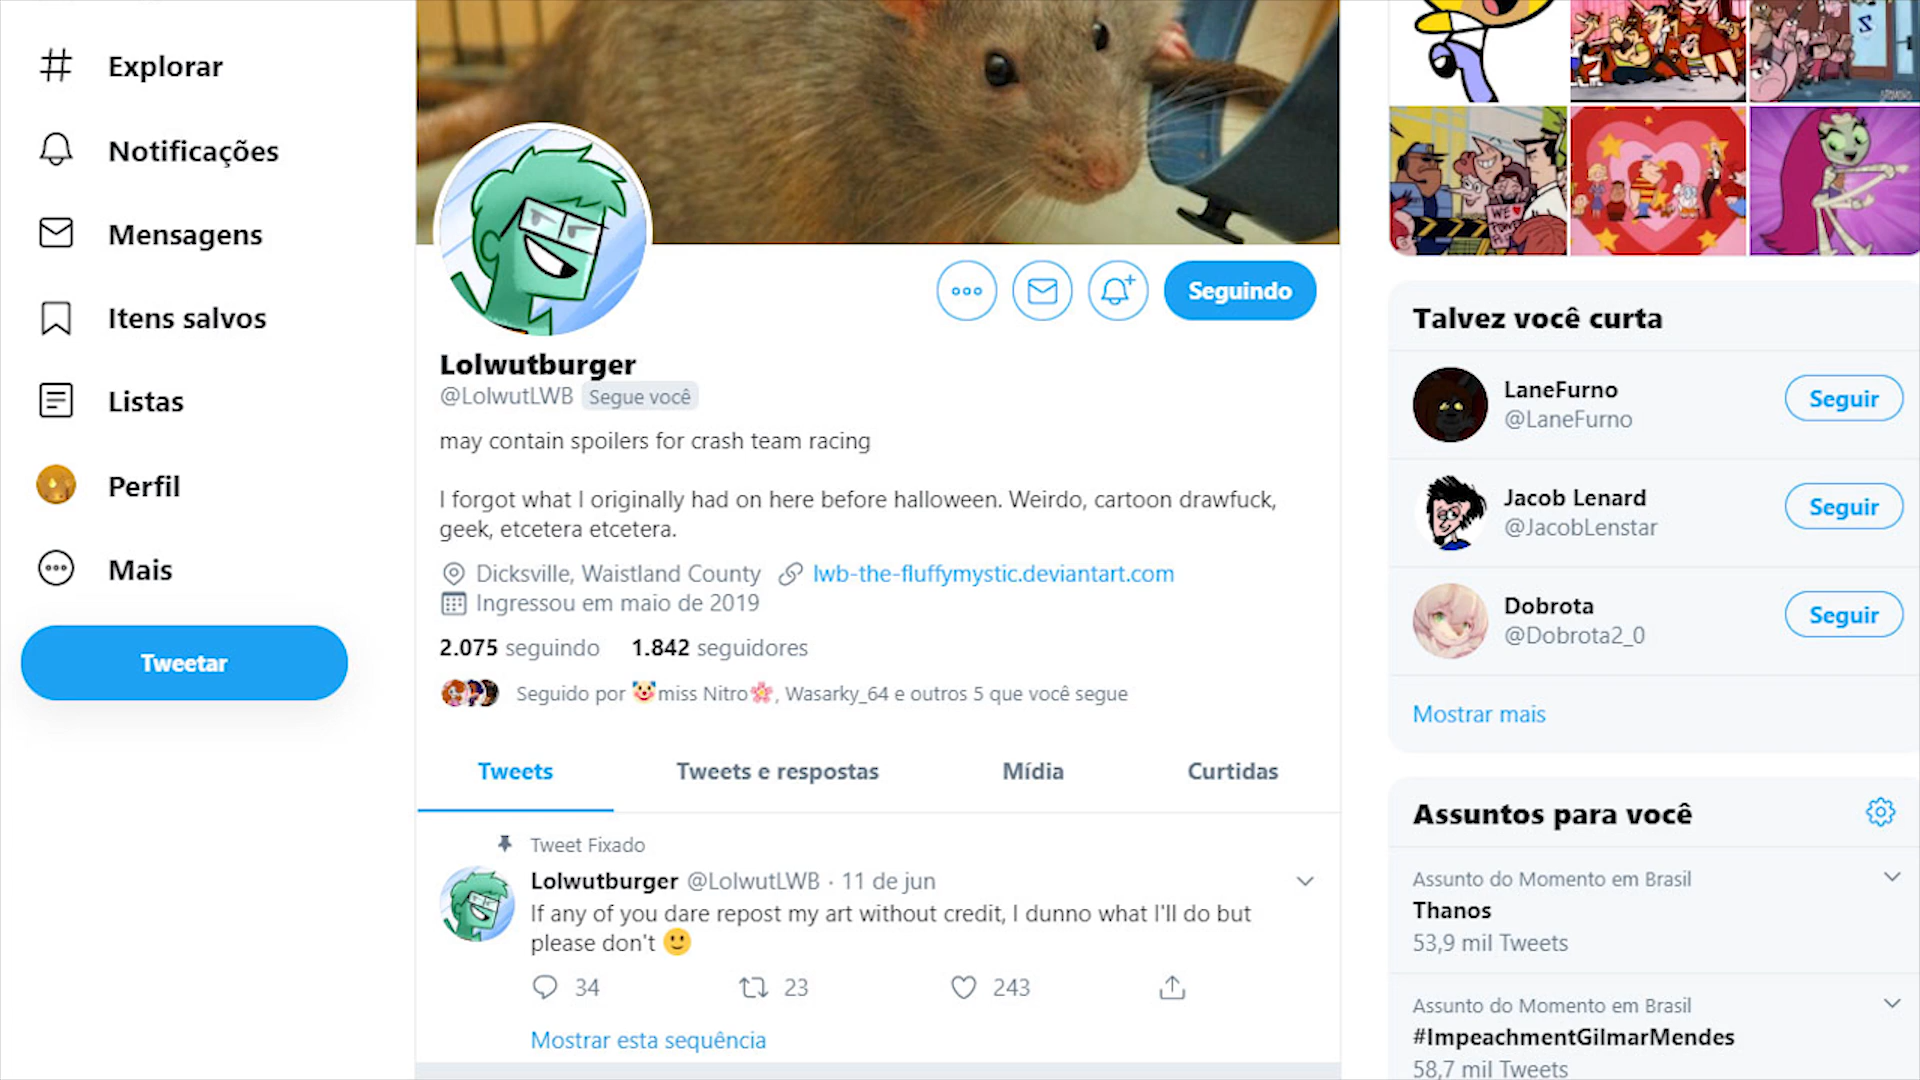 Explorar
Notificações
Mensagens
Itens salvos
Listas
Perfil
Mais
Tweetar
Seguindo
Lolwutburger
@LolwutLWB Segue você
may contain spoilers for crash team racing
I forgot what I originally had on here before halloween. Weirdo, cartoon drawfuck,
geek, etcetera etcetera.
Dicksville, Waistland County lwb-the-fluffymystic.deviantart.com
Ingressou em maio de 2019
2.075 seguindo 1.842 seguidores
Seguido por 🤡miss Nitro🌸, Wasarky_64 e outros 5 que você segue
Tweets Tweets e respostas Mídia Curtidas
Tweet Fixado
Lolwutburger @LolwutLWB · 11 de jun
If any of you dare repost my art without credit, I dunno what I'll do but
please don't 🙂
34 23 243
Mostrar esta sequência
WE
Talvez você curta
LaneFurno
@LaneFurno
Seguir
Jacob Lenard
@JacobLenstar
Seguir
Dobrota
@Dobrota2_0
Seguir
Mostrar mais
Assuntos para você
Assunto do Momento em Brasil
Thanos
53,9 mil Tweets
Assunto do Momento em Brasil
#ImpeachmentGilmarMendes
58,7 mil Tweets